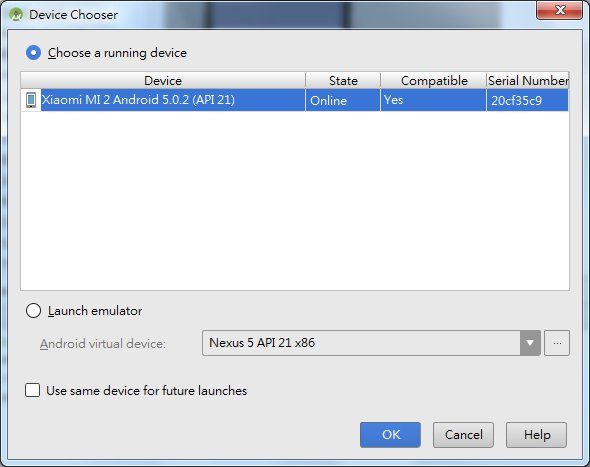 Device Chooser
Choose a running device
Device State Compatible Serial Number
Xiaomi MI 2 Android 5.0.2 (API 21) Online Yes 20cf35c9
Launch emulator
Android virtual device: Nexus 5 API 21 x86 ...
Use same device for future launches
OK Cancel Help